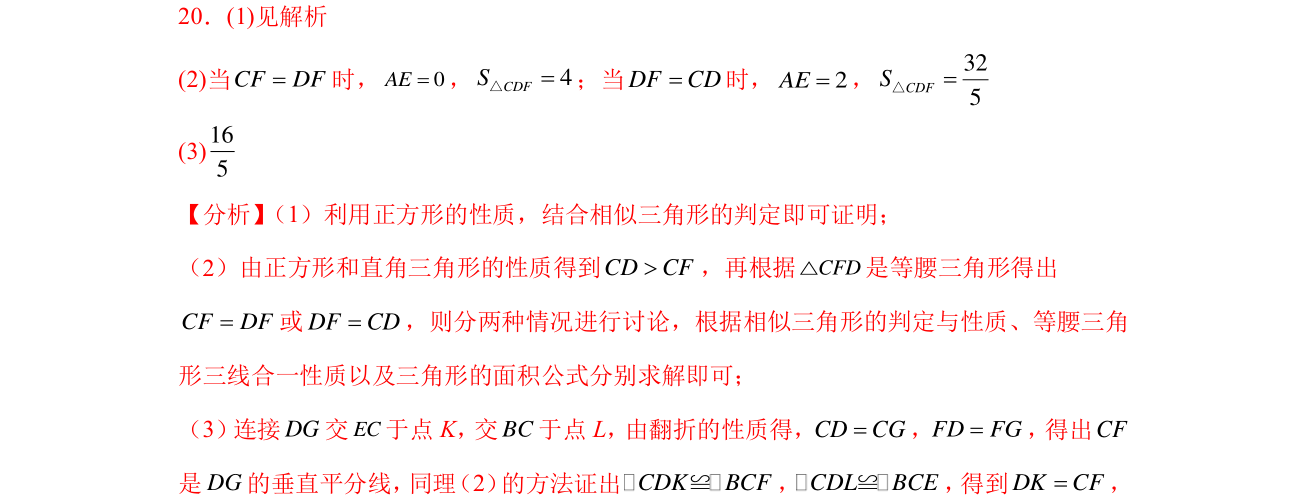 20．(1)见解析
(2)当CF = DF时，AE = 0，S△CDF = 4；当DF = CD时，AE = 2，S△CDF = 32/5
(3)16/5
【分析】（1）利用正方形的性质，结合相似三角形的判定即可证明；
（2）由正方形和直角三角形的性质得到CD > CF，再根据△CFD是等腰三角形得出
CF = DF或DF = CD，则分两种情况进行讨论，根据相似三角形的判定与性质、等腰三角
形三线合一性质以及三角形的面积公式分别求解即可；
（3）连接DG交EC于点K，交BC于点L，由翻折的性质得，CD = CG，FD = FG，得出CF
是DG的垂直平分线，同理（2）的方法证出□CDK≌□BCF，□CDL≌□BCE，得到DK = CF，